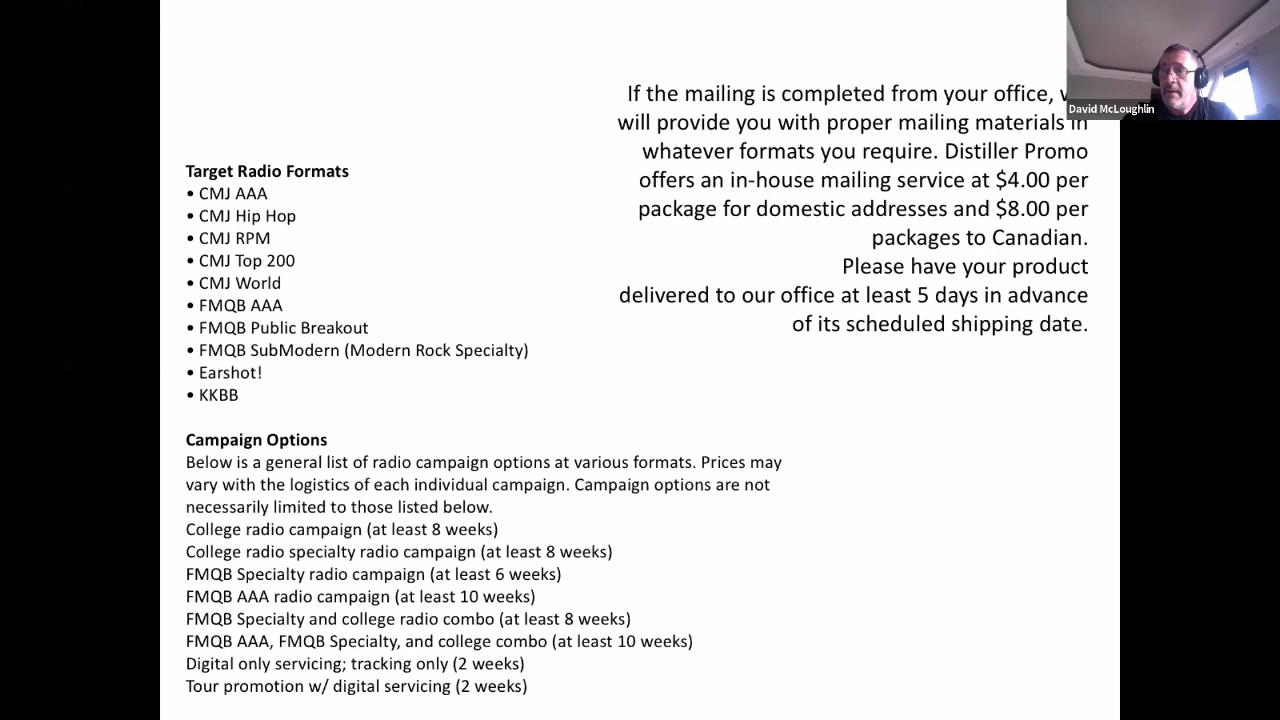 If the mailing is completed from your office,
will provide you with proper mailing materials in
whatever formats you require. Distiller Promo
offers an in-house mailing service at $4.00 per
package for domestic addresses and $8.00 per
packages to Canadian.
Please have your product
delivered to our office at least 5 days in advance
of its scheduled shipping date.
David McLoughlin
Target Radio Formats
• CMJ AAA
• CMJ Hip Hop
• CMJ RPM
• CMJ Top 200
• CMJ World
• FMQB AAA
• FMQB Public Breakout
• FMQB SubModern (Modern Rock Specialty)
• Earshot!
• KKBB
Campaign Options
Below is a general list of radio campaign options at various formats. Prices may
vary with the logistics of each individual campaign. Campaign options are not
necessarily limited to those listed below.
College radio campaign (at least 8 weeks)
College radio specialty radio campaign (at least 8 weeks)
FMQB Specialty radio campaign (at least 6 weeks)
FMQB AAA radio campaign (at least 10 weeks)
FMQB Specialty and college radio combo (at least 8 weeks)
FMQB AAA, FMQB Specialty, and college combo (at least 10 weeks)
Digital only servicing; tracking only (2 weeks)
Tour promotion w/ digital servicing (2 weeks)